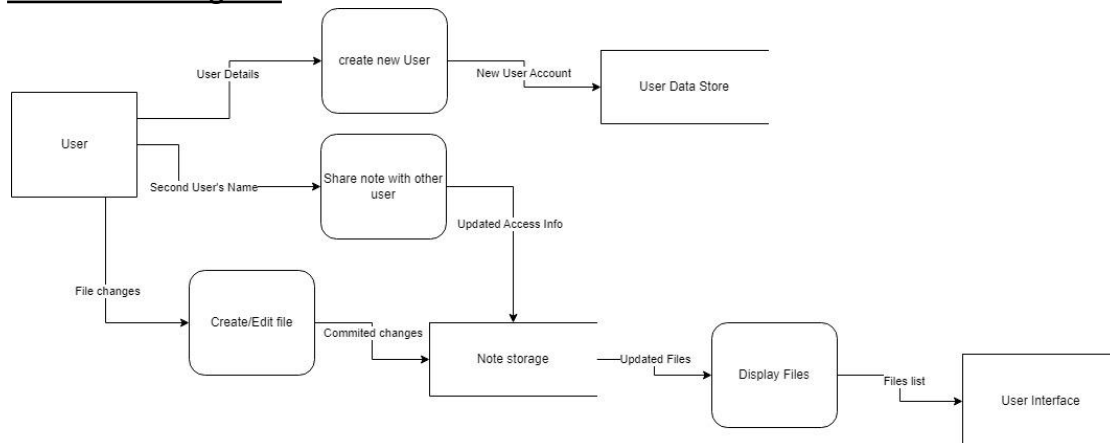 create new User
User Details
New User Account
User Data Store
User
Second User's Name
Share note with other
user
Updated Access Info
File changes
Create/Edit file
Commited changes
Note storage
Updated Files
Display Files
Files list
User Interface